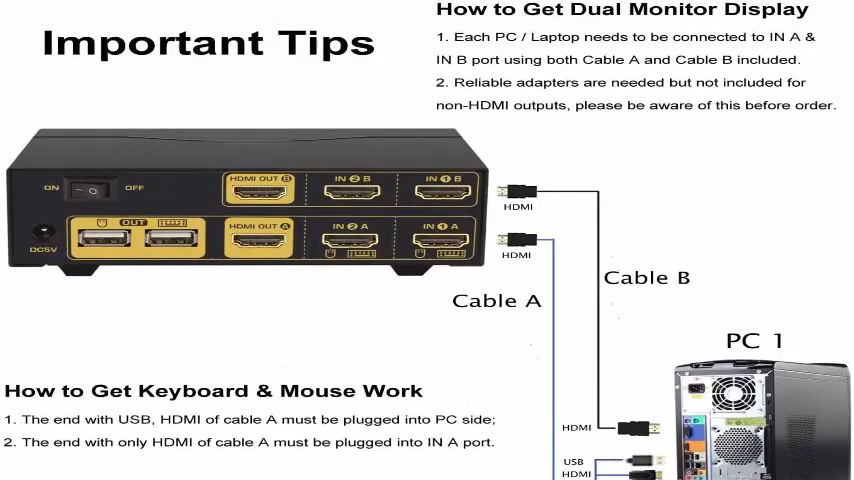 Important Tips
How to Get Dual Monitor Display
1. Each PC / Laptop needs to be connected to IN A &
IN B port using both Cable A and Cable B included.
2. Reliable adapters are needed but not included for
non-HDMI outputs, please be aware of this before order.
ON OFF
HDMI OUT B
IN 2 B
IN 1 B
DC5V
OUT
HDMI OUT A
IN 2 A
IN 1 A
HDMI
HDMI
Cable B
Cable A
PC 1
How to Get Keyboard & Mouse Work
1. The end with USB, HDMI of cable A must be plugged into PC side;
2. The end with only HDMI of cable A must be plugged into IN A port.
HDMI
USB
HDMI